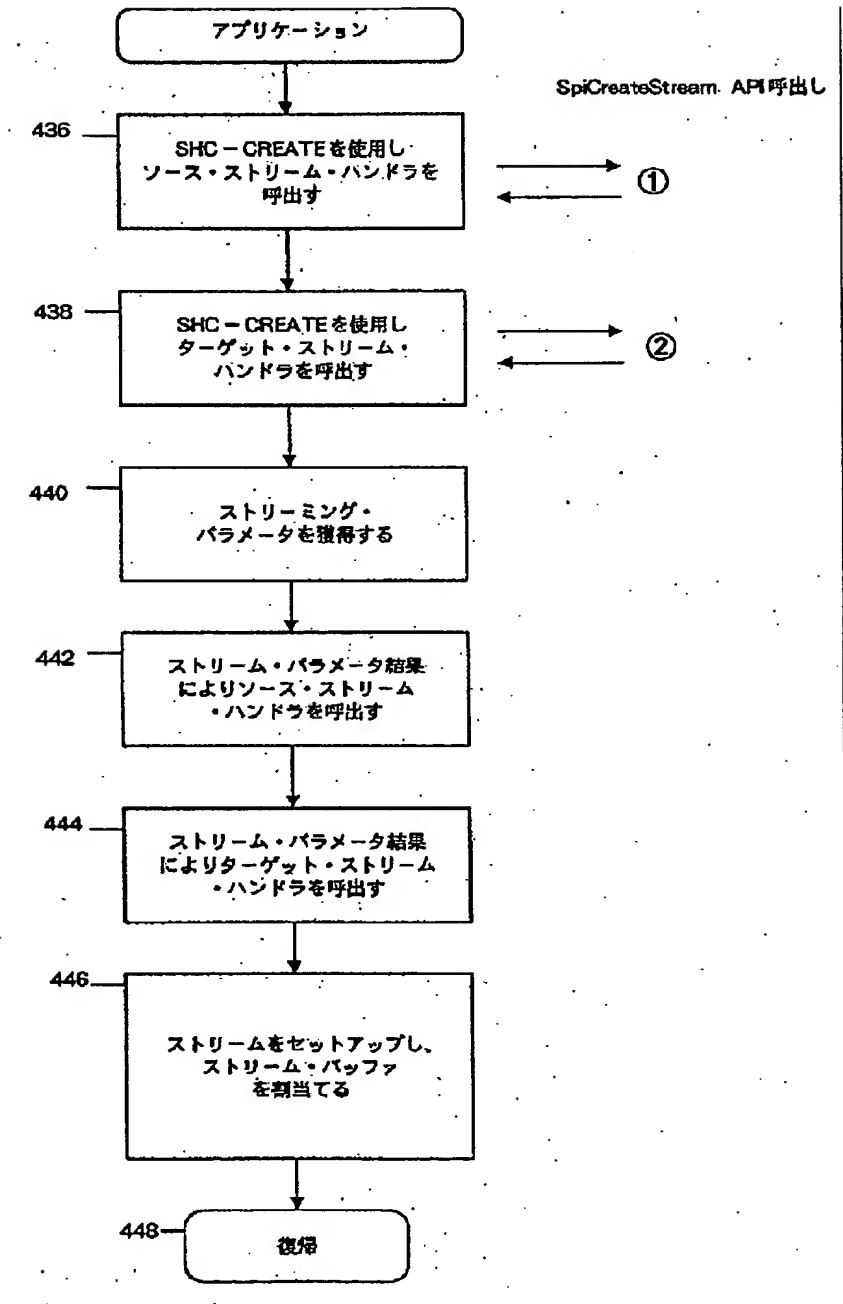 アプリケーション
SpiCreateStream API呼出し
436
SHC－CREATEを使用し
ソース・ストリーム・ハンドラを
呼出す
①
438
SHC－CREATEを使用し
ターゲット・ストリーム・
ハンドラを呼出す
②
440
ストリーミング・
パラメータを獲得する
442
ストリーム・パラメータ結果
によりソース・ストリーム
・ハンドラを呼出す
444
ストリーム・パラメータ結果
によりターゲット・ストリーム
・ハンドラを呼出す
446
ストリームをセットアップし、
ストリーム・バッファ
を割当てる
448
復帰